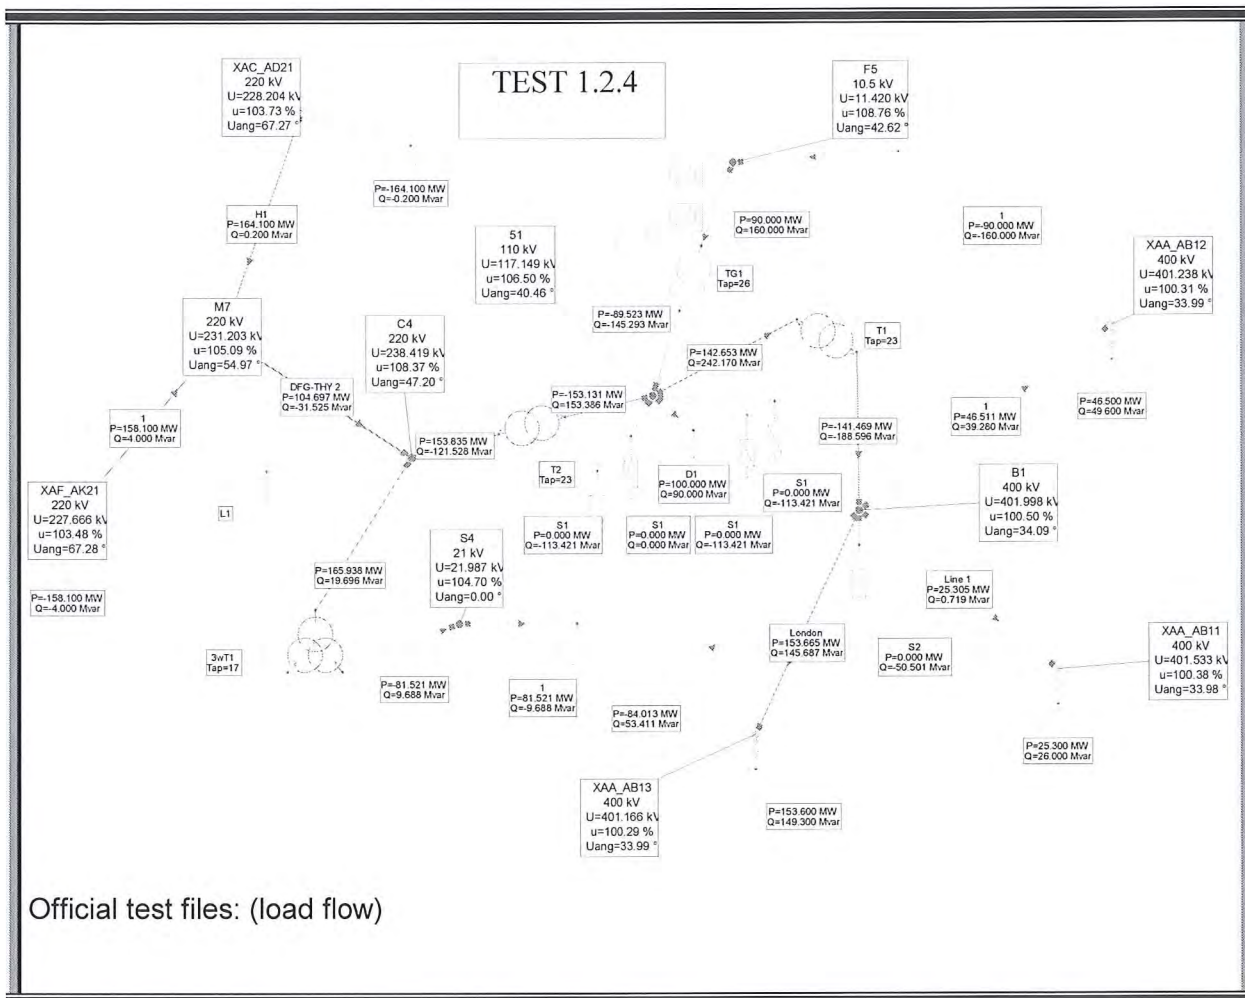 XAC_AD21
220 kV
U=228.204 kV
u=103.73 %
Uang=67.27 °
TEST 1.2.4
F5
10.5 kV
U=11.420 kV
u=108.76 %
Uang=42.62 °
P=-164.100 MW
Q=-0.200 Mvar
H1
P=164.100 MW
Q=0.200 Mvar
51
110 kV
U=117.149 kV
u=106.50 %
Uang=40.46 °
P=90.000 MW
Q=160.000 Mvar
1
P=-90.000 MW
Q=-160.000 Mvar
XAA_AB12
400 kV
U=401.238 kV
u=100.31 %
Uang=33.99 °
TG1
Tap=26
M7
220 kV
U=231.203 kV
u=105.09 %
Uang=54.97 °
C4
220 kV
U=238.419 kV
u=108.37 %
Uang=47.20 °
P=-89.523 MW
Q=-145.293 Mvar
T1
Tap=23
P=142.653 MW
Q=242.170 Mvar
DFG-THY 2
P=104.697 MW
Q=-31.525 Mvar
P=-153.131 MW
Q=153.386 Mvar
P=46.500 MW
Q=49.600 Mvar
1
P=158.100 MW
Q=4.000 Mvar
P=153.835 MW
Q=-121.528 Mvar
P=-141.469 MW
Q=-188.596 Mvar
1
P=46.511 MW
Q=39.280 Mvar
XAF_AK21
220 kV
U=227.666 kV
u=103.48 %
Uang=67.28 °
T2
Tap=23
D1
P=100.000 MW
Q=90.000 Mvar
S1
P=0.000 MW
Q=-113.421 Mvar
B1
400 kV
U=401.998 kV
u=100.50 %
Uang=34.09 °
L1
S1
P=0.000 MW
Q=-113.421 Mvar
S1
P=0.000 MW
Q=0.000 Mvar
S1
P=0.000 MW
Q=-113.421 Mvar
S4
21 kV
U=21.987 kV
u=104.70 %
Uang=0.00 °
P=-158.100 MW
Q=-4.000 Mvar
P=165.938 MW
Q=19.696 Mvar
Line 1
P=25.305 MW
Q=0.719 Mvar
3wT1
Tap=17
London
P=153.665 MW
Q=145.687 Mvar
S2
P=0.000 MW
Q=-50.501 Mvar
XAA_AB11
400 kV
U=401.533 kV
u=100.38 %
Uang=33.98 °
P=-81.521 MW
Q=9.688 Mvar
1
P=81.521 MW
Q=-9.688 Mvar
P=-84.013 MW
Q=53.411 Mvar
P=25.300 MW
Q=26.000 Mvar
XAA_AB13
400 kV
U=401.166 kV
u=100.29 %
Uang=33.99 °
P=153.600 MW
Q=149.300 Mvar
Official test files: (load flow)